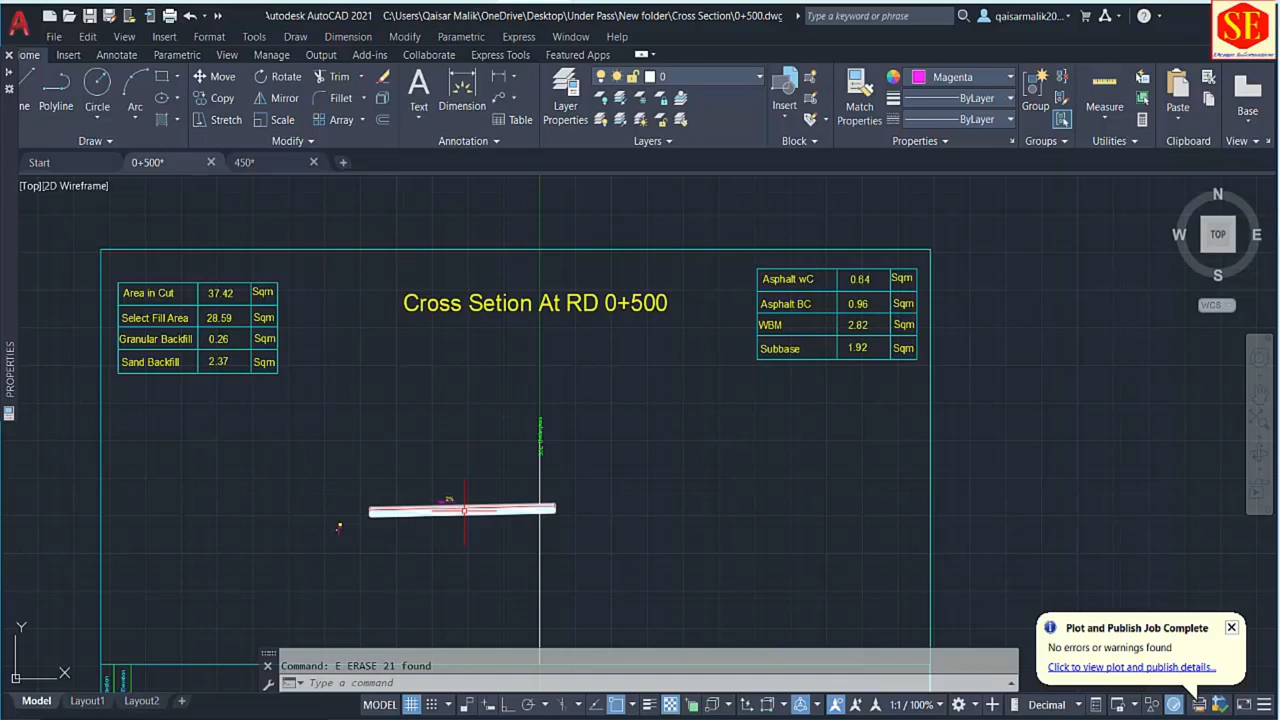 Autodesk AutoCAD 2021 C:\Users\Qaisar Malik\OneDrive\Desktop\Under Pass\New folder\Cross Section\0+500.dwg Type a keyword or phrase qaisarmalik20... SE
File Edit View Insert Format Tools Draw Dimension Modify Parametric Express Window Help
ome Insert Annotate Parametric View Manage Output Add-ins Collaborate Express Tools Featured Apps
Move Rotate Trim 0 Magenta
ne Polyline Circle Arc Copy Mirror Fillet Text Dimension Layer Properties Insert Match Properties ByLayer Group Measure Paste Base
Stretch Scale Array Table ByLayer
Draw Modify Annotation Layers Block Properties Groups Utilities Clipboard View
Start 0+500* 450*
[Top][2D Wireframe]
N
W TOP E
S
WCS
Cross Setion At RD 0+500
Area in Cut 37.42 Sqm
Select Fill Area 28.59 Sqm
Granular Backfill 0.26 Sqm
Sand Backfill 2.37 Sqm
Asphalt wC 0.64 Sqm
Asphalt BC 0.96 Sqm
WBM 2.82 Sqm
Subbase 1.92 Sqm
PROPERTIES
2%
Y
X
Command: E ERASE 21 found
Type a command
Plot and Publish Job Complete
No errors or warnings found
Click to view plot and publish details...
Model Layout1 Layout2 MODEL 1:1 / 100% Decimal